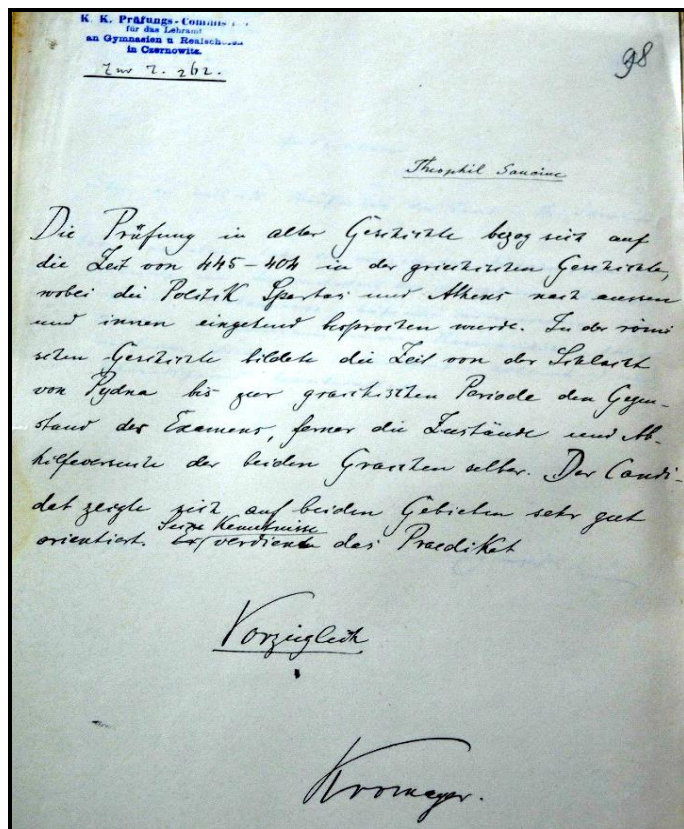 K. K. Prüfungs-Commis
für das Lehramt
an Gymnasien u Realschulen
in Czernowitz.
Zur Z. 262.
98
Theophil Sauciuc
Die Prüfung in alter Geschichte bezog sich auf
die Zeit von 445-404 in der griechischen Geschichte,
wobei die Politik Spartas und Athens nach aussen
und innen eingehend besprochen wurde. In der römi
schen Geschichte bildete die Zeit von der Schlacht
von Pydna bis zur gracchischen Periode den Gegen-
stand des Examens, ferner die Zustände und Ab-
hilfeversuche der beiden Gracchen selber. Der Candi-
dat zeigte sich auf beiden Gebieten sehr gut
Seine Kenntnisse
orientiert. Er verdienen das Praedikat
Vorzüglich
Kromayer.